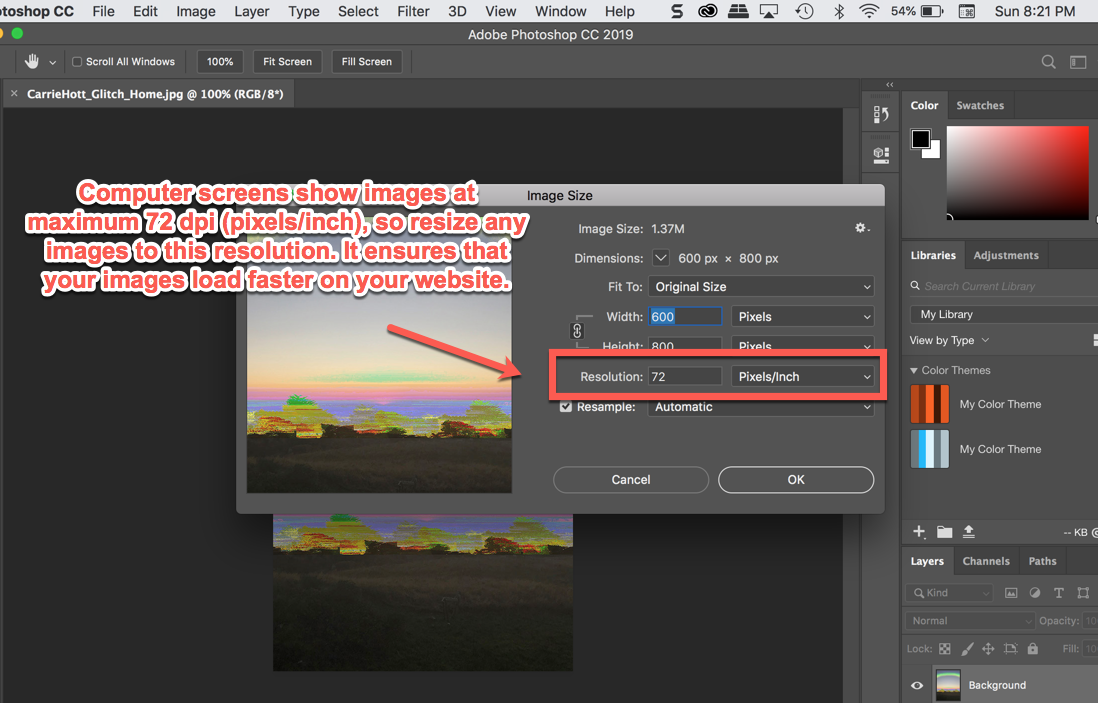 otoshop CC File Edit Image Layer Type Select Filter 3D View Window Help 54% Sun 8:21 PM
Adobe Photoshop CC 2019
Scroll All Windows 100% Fit Screen Fill Screen
× CarrieHott_Glitch_Home.jpg @ 100% (RGB/8*)
Color Swatches
Computer screens show images at
maximum 72 dpi (pixels/inch), so resize any
images to this resolution. It ensures that
your images load faster on your website.
Image Size
Image Size: 1.37M
Dimensions: 600 px × 800 px
Fit To: Original Size
Width: 600 Pixels
Height: 800 Pixels
Resolution: 72 Pixels/Inch
Resample: Automatic
Cancel OK
Libraries Adjustments
Search Current Library
My Library
View by Type
Color Themes
My Color Theme
My Color Theme
-- KB
Layers Channels Paths
Kind
Normal Opacity: 10
Lock: Fill: 10
Background